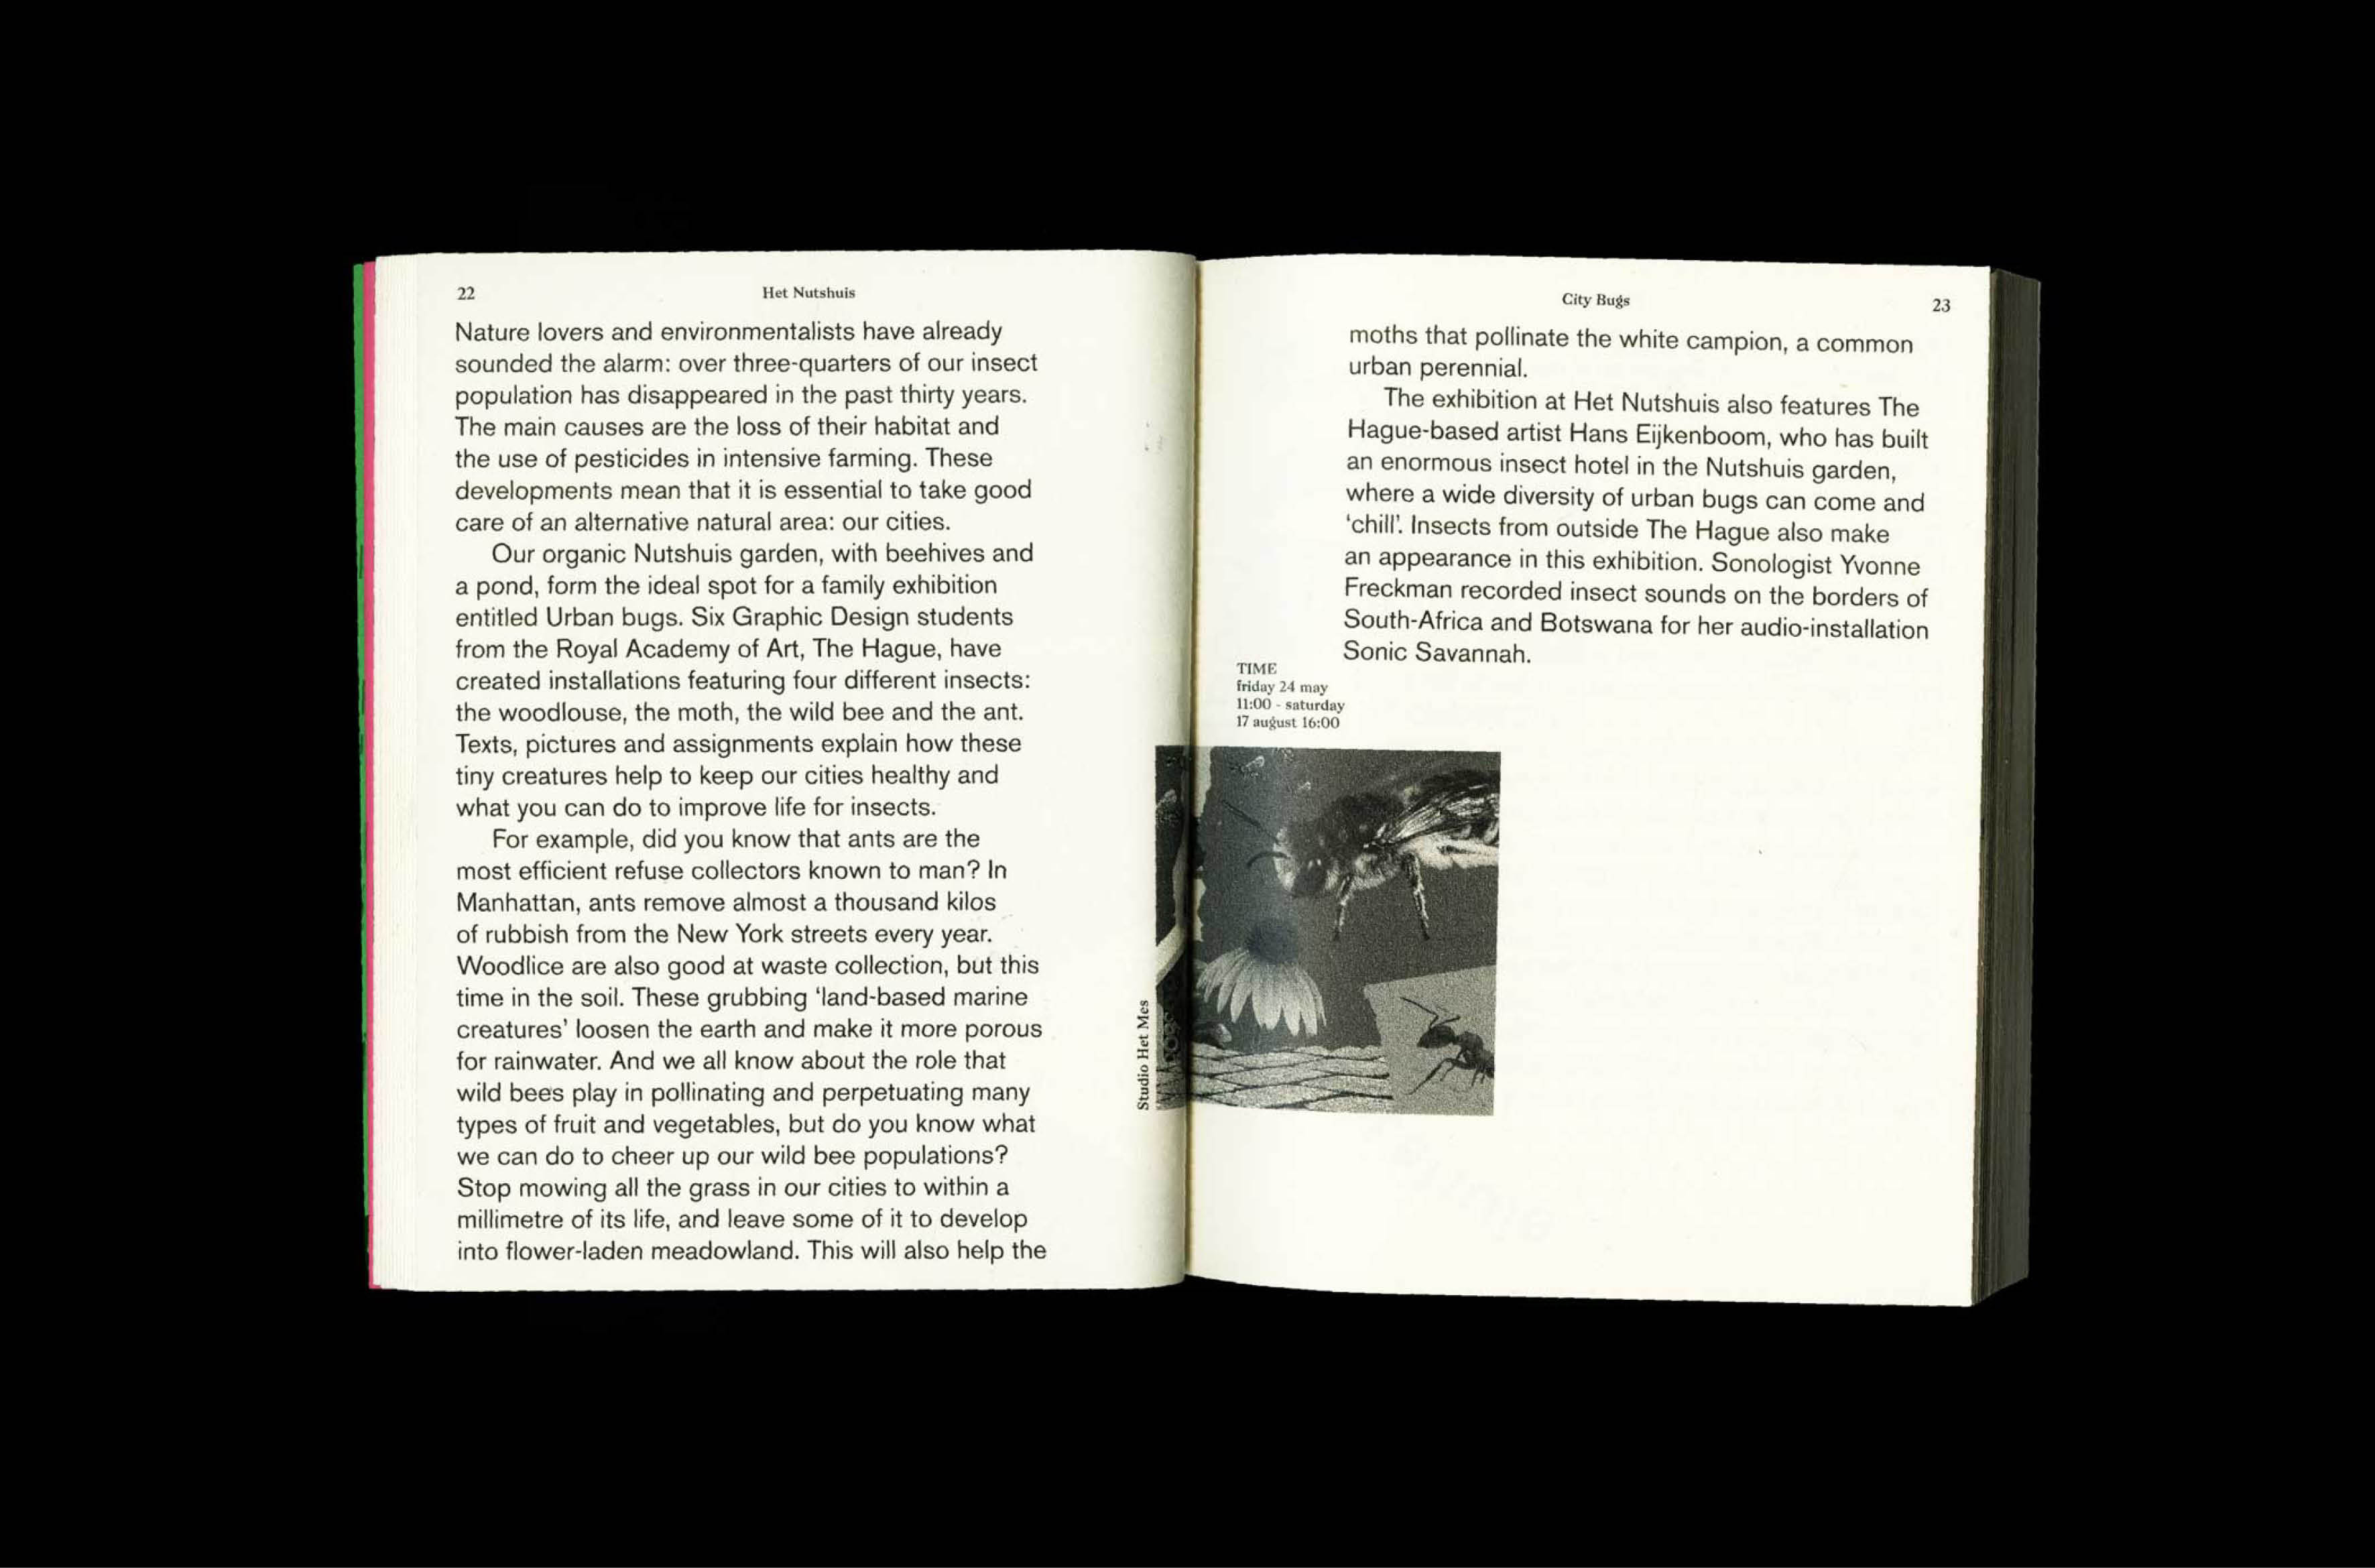 22
Het Nutshuis
Nature lovers and environmentalists have already
sounded the alarm: over three-quarters of our insect
population has disappeared in the past thirty years.
The main causes are the loss of their habitat and
the use of pesticides in intensive farming. These
developments mean that it is essential to take good
care of an alternative natural area: our cities.
Our organic Nutshuis garden, with beehives and
a pond, form the ideal spot for a family exhibition
entitled Urban bugs. Six Graphic Design students
from the Royal Academy of Art, The Hague, have
created installations featuring four different insects:
the woodlouse, the moth, the wild bee and the ant.
Texts, pictures and assignments explain how these
tiny creatures help to keep our cities healthy and
what you can do to improve life for insects.
For example, did you know that ants are the
most efficient refuse collectors known to man? In
Manhattan, ants remove almost a thousand kilos
of rubbish from the New York streets every year.
Woodlice are also good at waste collection, but this
time in the soil. These grubbing ‘land-based marine
creatures’ loosen the earth and make it more porous
for rainwater. And we all know about the role that
wild bees play in pollinating and perpetuating many
types of fruit and vegetables, but do you know what
we can do to cheer up our wild bee populations?
Stop mowing all the grass in our cities to within a
millimetre of its life, and leave some of it to develop
into flower-laden meadowland. This will also help the
Studio Het Mes
City Bugs
23
moths that pollinate the white campion, a common
urban perennial.
The exhibition at Het Nutshuis also features The
Hague-based artist Hans Eijkenboom, who has built
an enormous insect hotel in the Nutshuis garden,
where a wide diversity of urban bugs can come and
‘chill’. Insects from outside The Hague also make
an appearance in this exhibition. Sonologist Yvonne
Freckman recorded insect sounds on the borders of
South-Africa and Botswana for her audio-installation
Sonic Savannah.
TIME
friday 24 may
11:00 - saturday
17 august 16:00